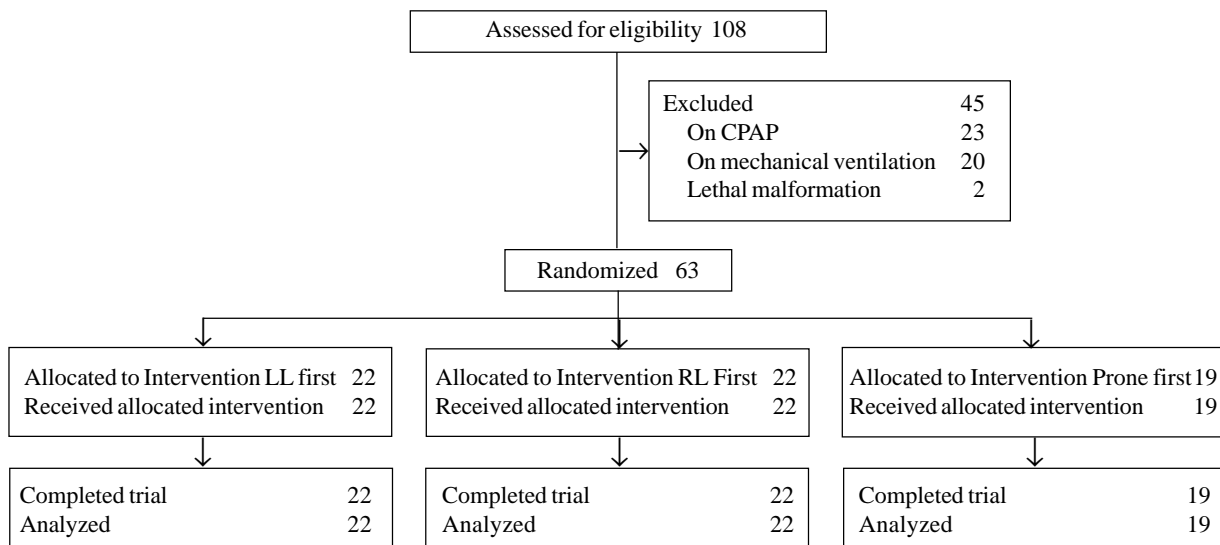 Assessed for eligibility 108
Excluded 45
On CPAP 23
On mechanical ventilation 20
Lethal malformation 2
Randomized 63
Allocated to Intervention LL first 22
Received allocated intervention 22
Allocated to Intervention RL First 22
Received allocated intervention 22
Allocated to Intervention Prone first 19
Received allocated intervention 19
Completed trial 22
Analyzed 22
Completed trial 22
Analyzed 22
Completed trial 19
Analyzed 19